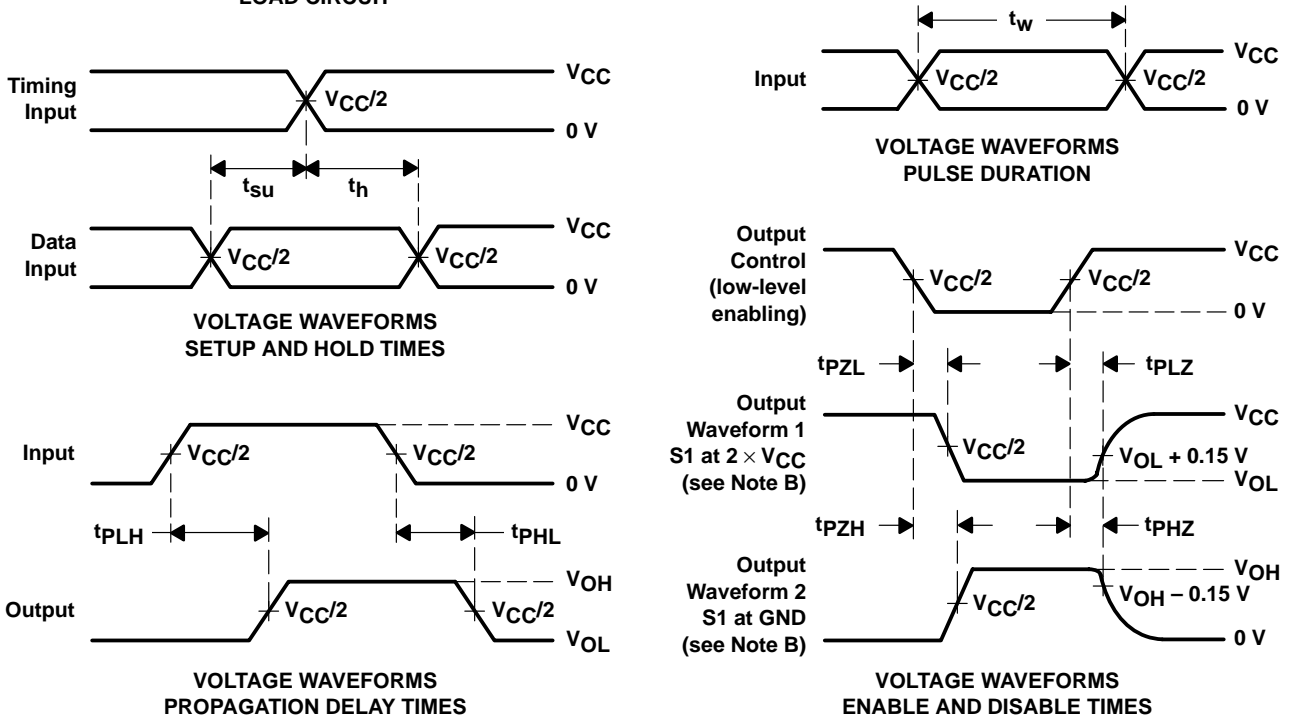 LOAD CIRCUIT
Timing
Input
VCC
VCC/2
0 V
tsu
th
Data
Input
VCC
VCC/2
VCC/2
0 V
VOLTAGE WAVEFORMS
SETUP AND HOLD TIMES
Input
VCC
VCC/2
VCC/2
0 V
tPLH
tPHL
Output
VOH
VCC/2
VCC/2
VOL
VOLTAGE WAVEFORMS
PROPAGATION DELAY TIMES
tw
Input
VCC
VCC/2
VCC/2
0 V
VOLTAGE WAVEFORMS
PULSE DURATION
Output
Control
(low-level
enabling)
VCC
VCC/2
VCC/2
0 V
tPZL
tPLZ
Output
Waveform 1
S1 at 2 × VCC
(see Note B)
VCC
VCC/2
VOL + 0.15 V
VOL
tPZH
tPHZ
Output
Waveform 2
S1 at GND
(see Note B)
VOH
VCC/2
VOH – 0.15 V
0 V
VOLTAGE WAVEFORMS
ENABLE AND DISABLE TIMES